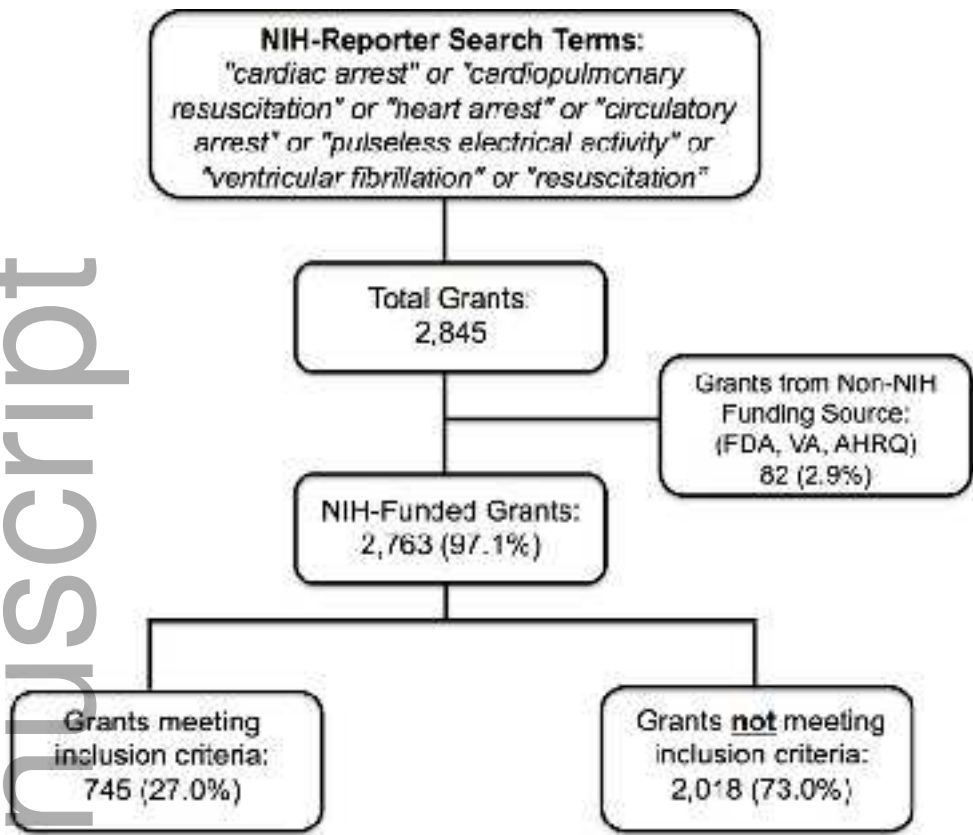 NIH-Reporter Search Terms:
"cardiac arrest" or "cardiopulmonary
resuscitation" or "heart arrest" or "circulatory
arrest" or "pulseless electrical activity" or
"ventricular fibrillation" or "resuscitation"
Total Grants:
2,845
Grants from Non-NIH
Funding Source:
(FDA, VA, AHRQ)
82 (2.9%)
NIH-Funded Grants:
2,763 (97.1%)
Grants meeting
inclusion criteria:
745 (27.0%)
Grants not meeting
inclusion criteria:
2,018 (73.0%)
nuscript